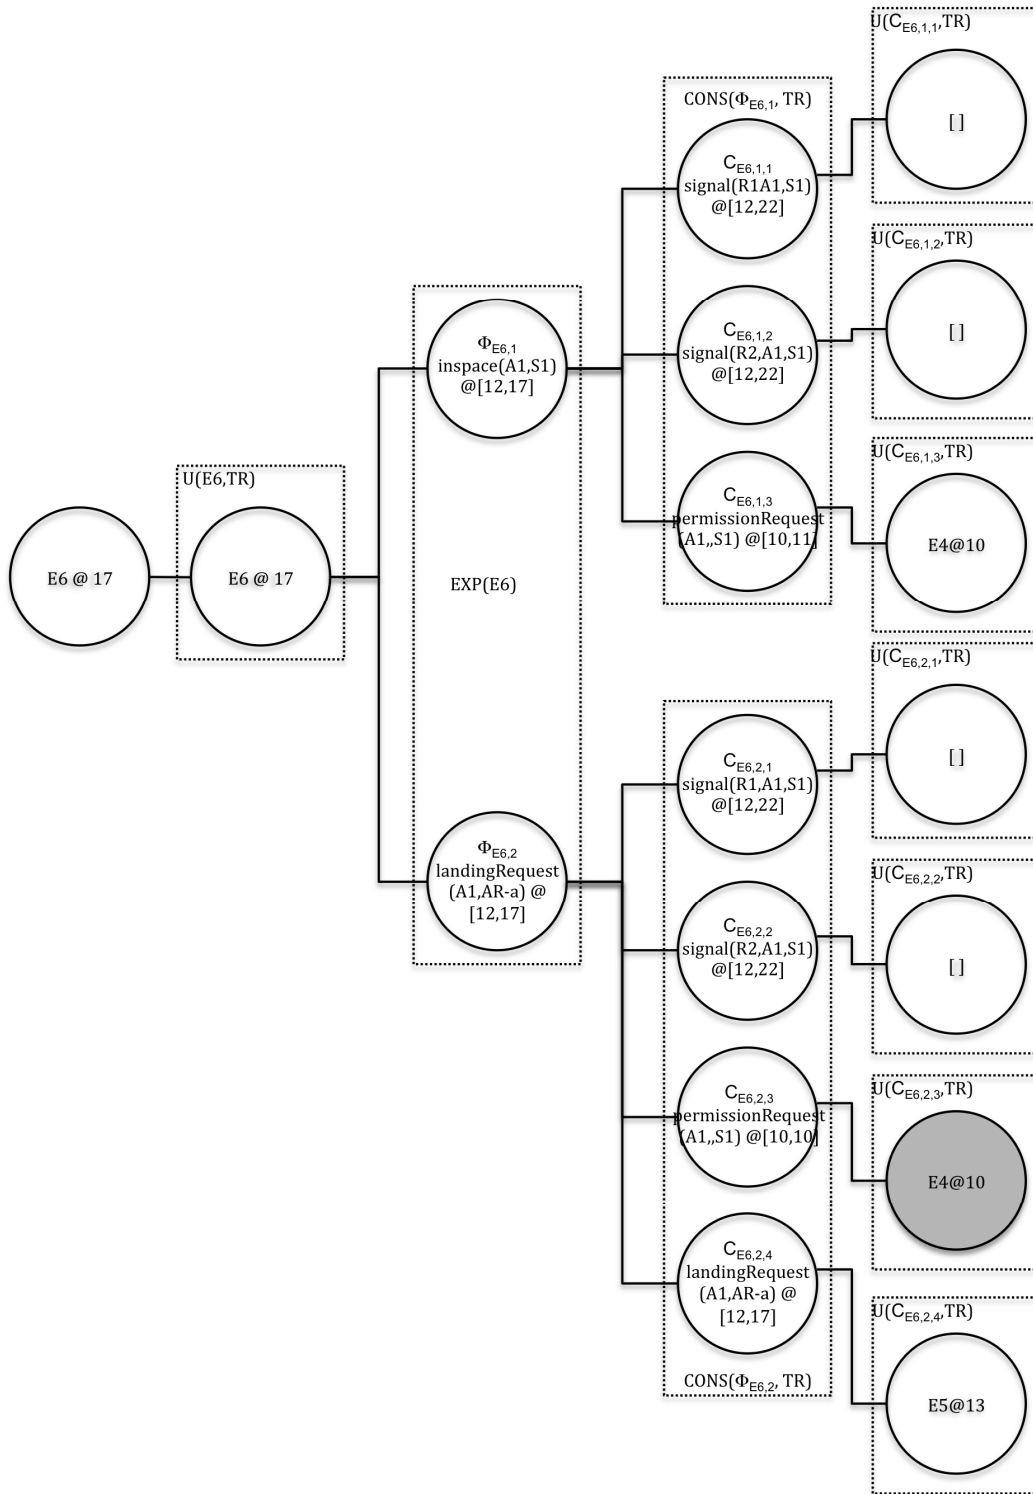 U(C_E6,1,1,TR)
[ ]
CONS(Φ_E6,1, TR)
C_E6,1,1
signal(R1A1,S1)
@[12,22]
U(C_E6,1,2,TR)
[ ]
C_E6,1,2
signal(R2,A1,S1)
@[12,22]
Φ_E6,1
inspace(A1,S1)
@[12,17]
U(C_E6,1,3,TR)
E4@10
C_E6,1,3
permissionRequest
(A1,,S1) @[10,11]
U(E6,TR)
E6 @ 17
E6 @ 17
EXP(E6)
U(C_E6,2,1,TR)
[ ]
C_E6,2,1
signal(R1,A1,S1)
@[12,22]
Φ_E6,2
landingRequest
(A1,AR-a) @
[12,17]
U(C_E6,2,2,TR)
[ ]
C_E6,2,2
signal(R2,A1,S1)
@[12,22]
U(C_E6,2,3,TR)
E4@10
C_E6,2,3
permissionRequest
(A1,,S1) @[10,10]
C_E6,2,4
landingRequest
(A1,AR-a) @
[12,17]
U(C_E6,2,4,TR)
E5@13
CONS(Φ_E6,2, TR)